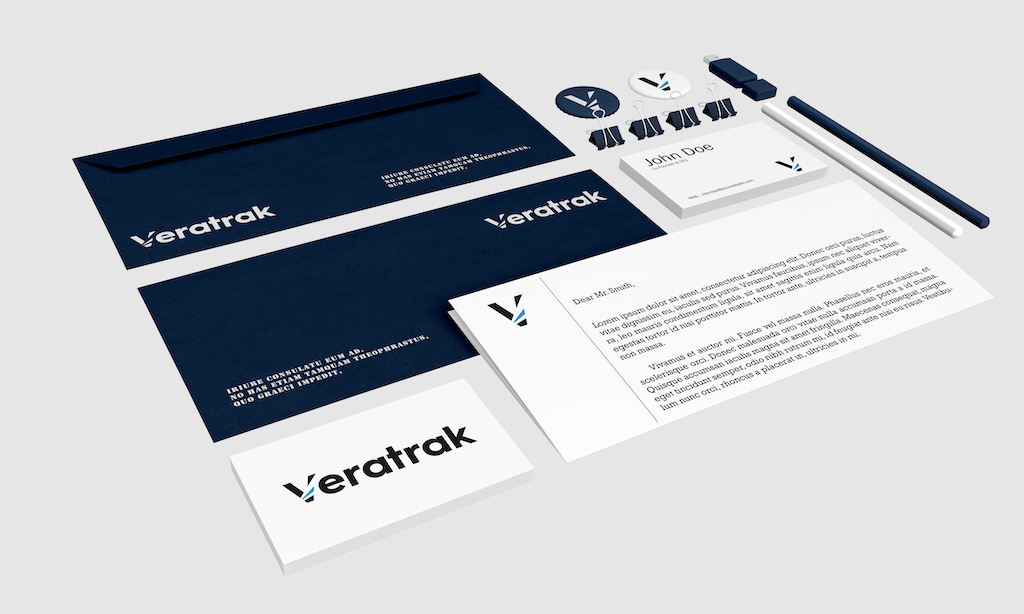 IRIURE CONSULATU EUM AD,
NO HAS ETIAM TAMQUAM THEOPHRASTUS,
QUO GRAECI IMPEDIT.
Veratrak
Veratrak
IRIURE CONSULATU EUM AD,
NO HAS ETIAM TAMQUAM THEOPHRASTUS,
QUO GRAECI IMPEDIT.
John Doe
Dear Mr. Smith,
Lorem ipsum dolor sit amet, consectetur adipiscing elit. Donec orci purus, luctus
vitae dignissim eu, iaculis sed purus. Vivamus faucibus, ipsum nec aliquet viver-
ra, leo mauris condimentum ligula, sit amet sagittis enim ligula quis arcu. Nam
egestas tortor id nisi porttitor mattis. In tortor ante, ultricies in suscipit a, tempus
non massa.
Vivamus et auctor mi. Fusce vel massa nulla. Phasellus nec eros mauris, et
scelerisque orci. Donec malesuada orci vitae nulla accumsan porta a id massa.
Quisque accumsan iaculis magna sit amet fringilla. Maecenas consequat, magna
eget tincidunt semper, odio nibh rutrum mi, id feugiat ante nisi eu risus. Vestibu-
lum nunc orci, rhoncus a placerat in, ultricies in mi.
Veratrak